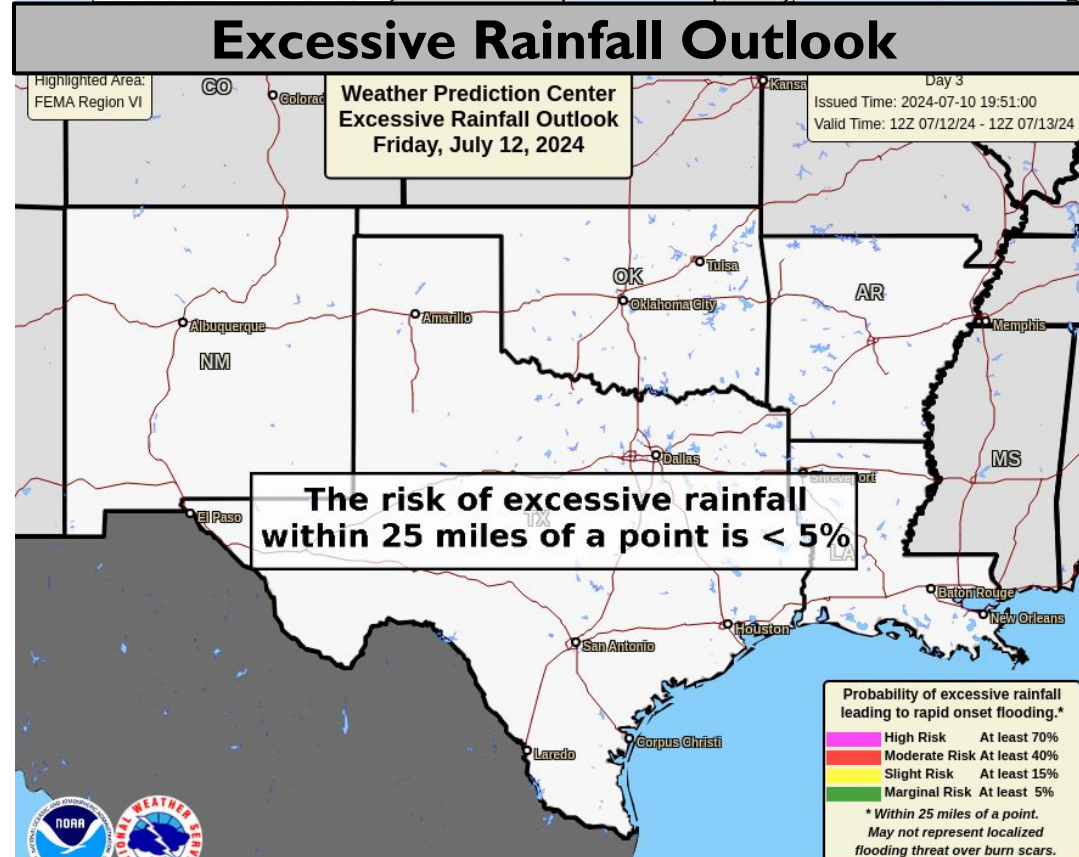 Excessive Rainfall Outlook
Highlighted Area:
FEMA Region VI
Weather Prediction Center
Excessive Rainfall Outlook
Friday, July 12, 2024
Day 3
Issued Time: 2024-07-10 19:51:00
Valid Time: 12Z 07/12/24 - 12Z 07/13/24
CO
Colorad
Kansa
OK
Tulsa
Oklahoma City
AR
Amarillo
Albuquerque
Memphis
NM
Dallas
MS
Shreveport
The risk of excessive rainfall
within 25 miles of a point is < 5%
El Paso
TX
LA
Baton Rouge
New Orleans
Houston
San Antonio
Laredo
Corpus Christi
Probability of excessive rainfall
leading to rapid onset flooding.*
High Risk At least 70%
Moderate Risk At least 40%
Slight Risk At least 15%
Marginal Risk At least 5%
* Within 25 miles of a point.
May not represent localized
flooding threat over burn scars.
NOAA
WEATHER